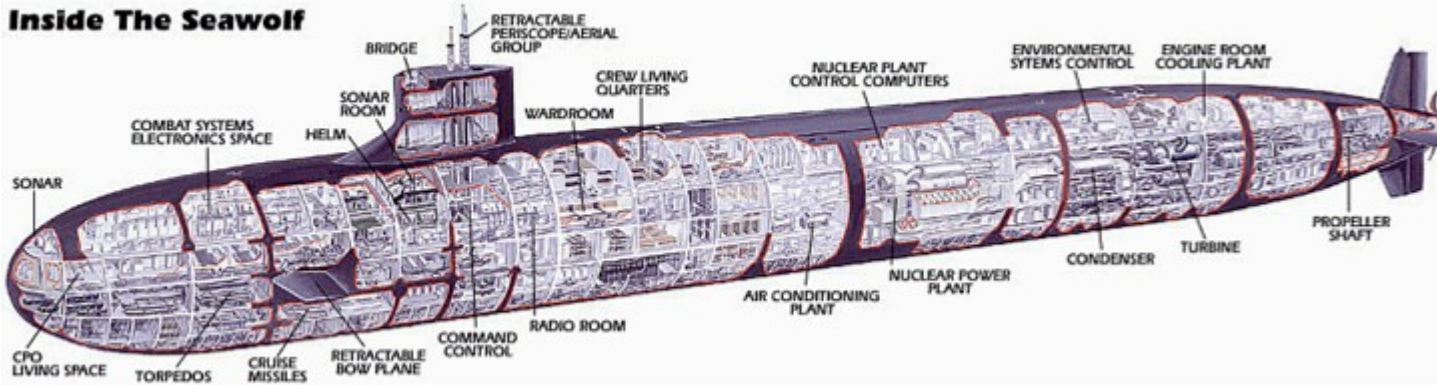 Inside The Seawolf
RETRACTABLE
PERISCOPE/AERIAL
GROUP
BRIDGE
SONAR
ROOM
HELM
COMBAT SYSTEMS
ELECTRONICS SPACE
SONAR
CREW LIVING
QUARTERS
WARDROOM
NUCLEAR PLANT
CONTROL COMPUTERS
ENVIRONMENTAL
SYTEMS CONTROL
ENGINE ROOM
COOLING PLANT
CPO
LIVING SPACE
TORPEDOS
CRUISE
MISSILES
RETRACTABLE
BOW PLANE
COMMAND
CONTROL
RADIO ROOM
AIR CONDITIONING
PLANT
NUCLEAR POWER
PLANT
CONDENSER
TURBINE
PROPELLER
SHAFT